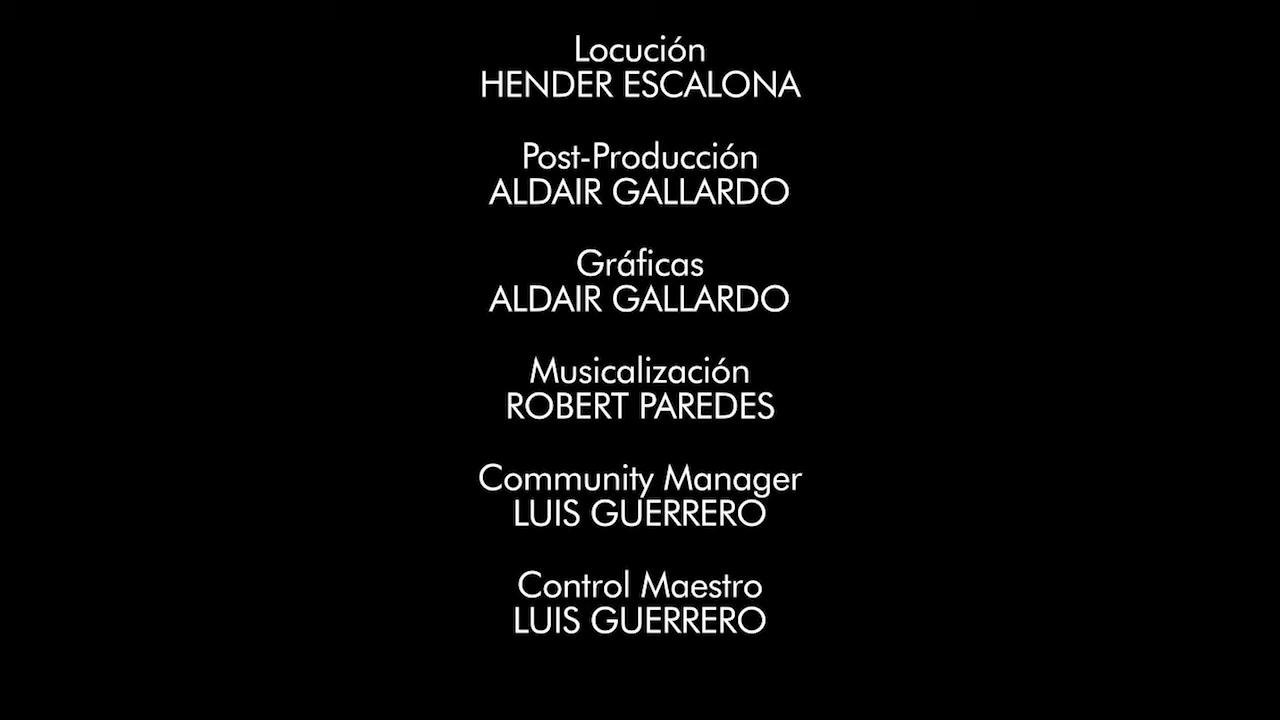 Locución
HENDER ESCALONA
Post-Producción
ALDAIR GALLARDO
Gráficas
ALDAIR GALLARDO
Musicalización
ROBERT PAREDES
Community Manager
LUIS GUERRERO
Control Maestro
LUIS GUERRERO